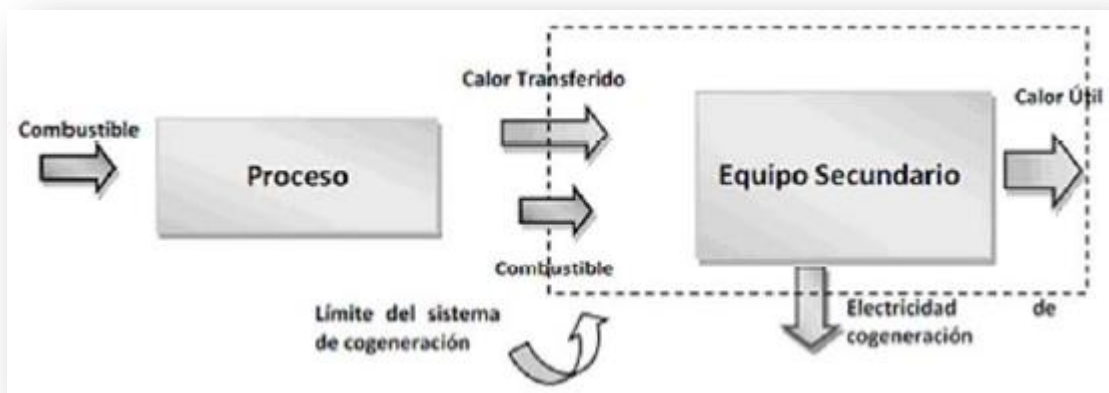 Calor Transferido
Calor Útil
Combustible
Proceso
Equipo Secundario
Combustible
Límite del sistema
de cogeneración
Electricidad de
cogeneración